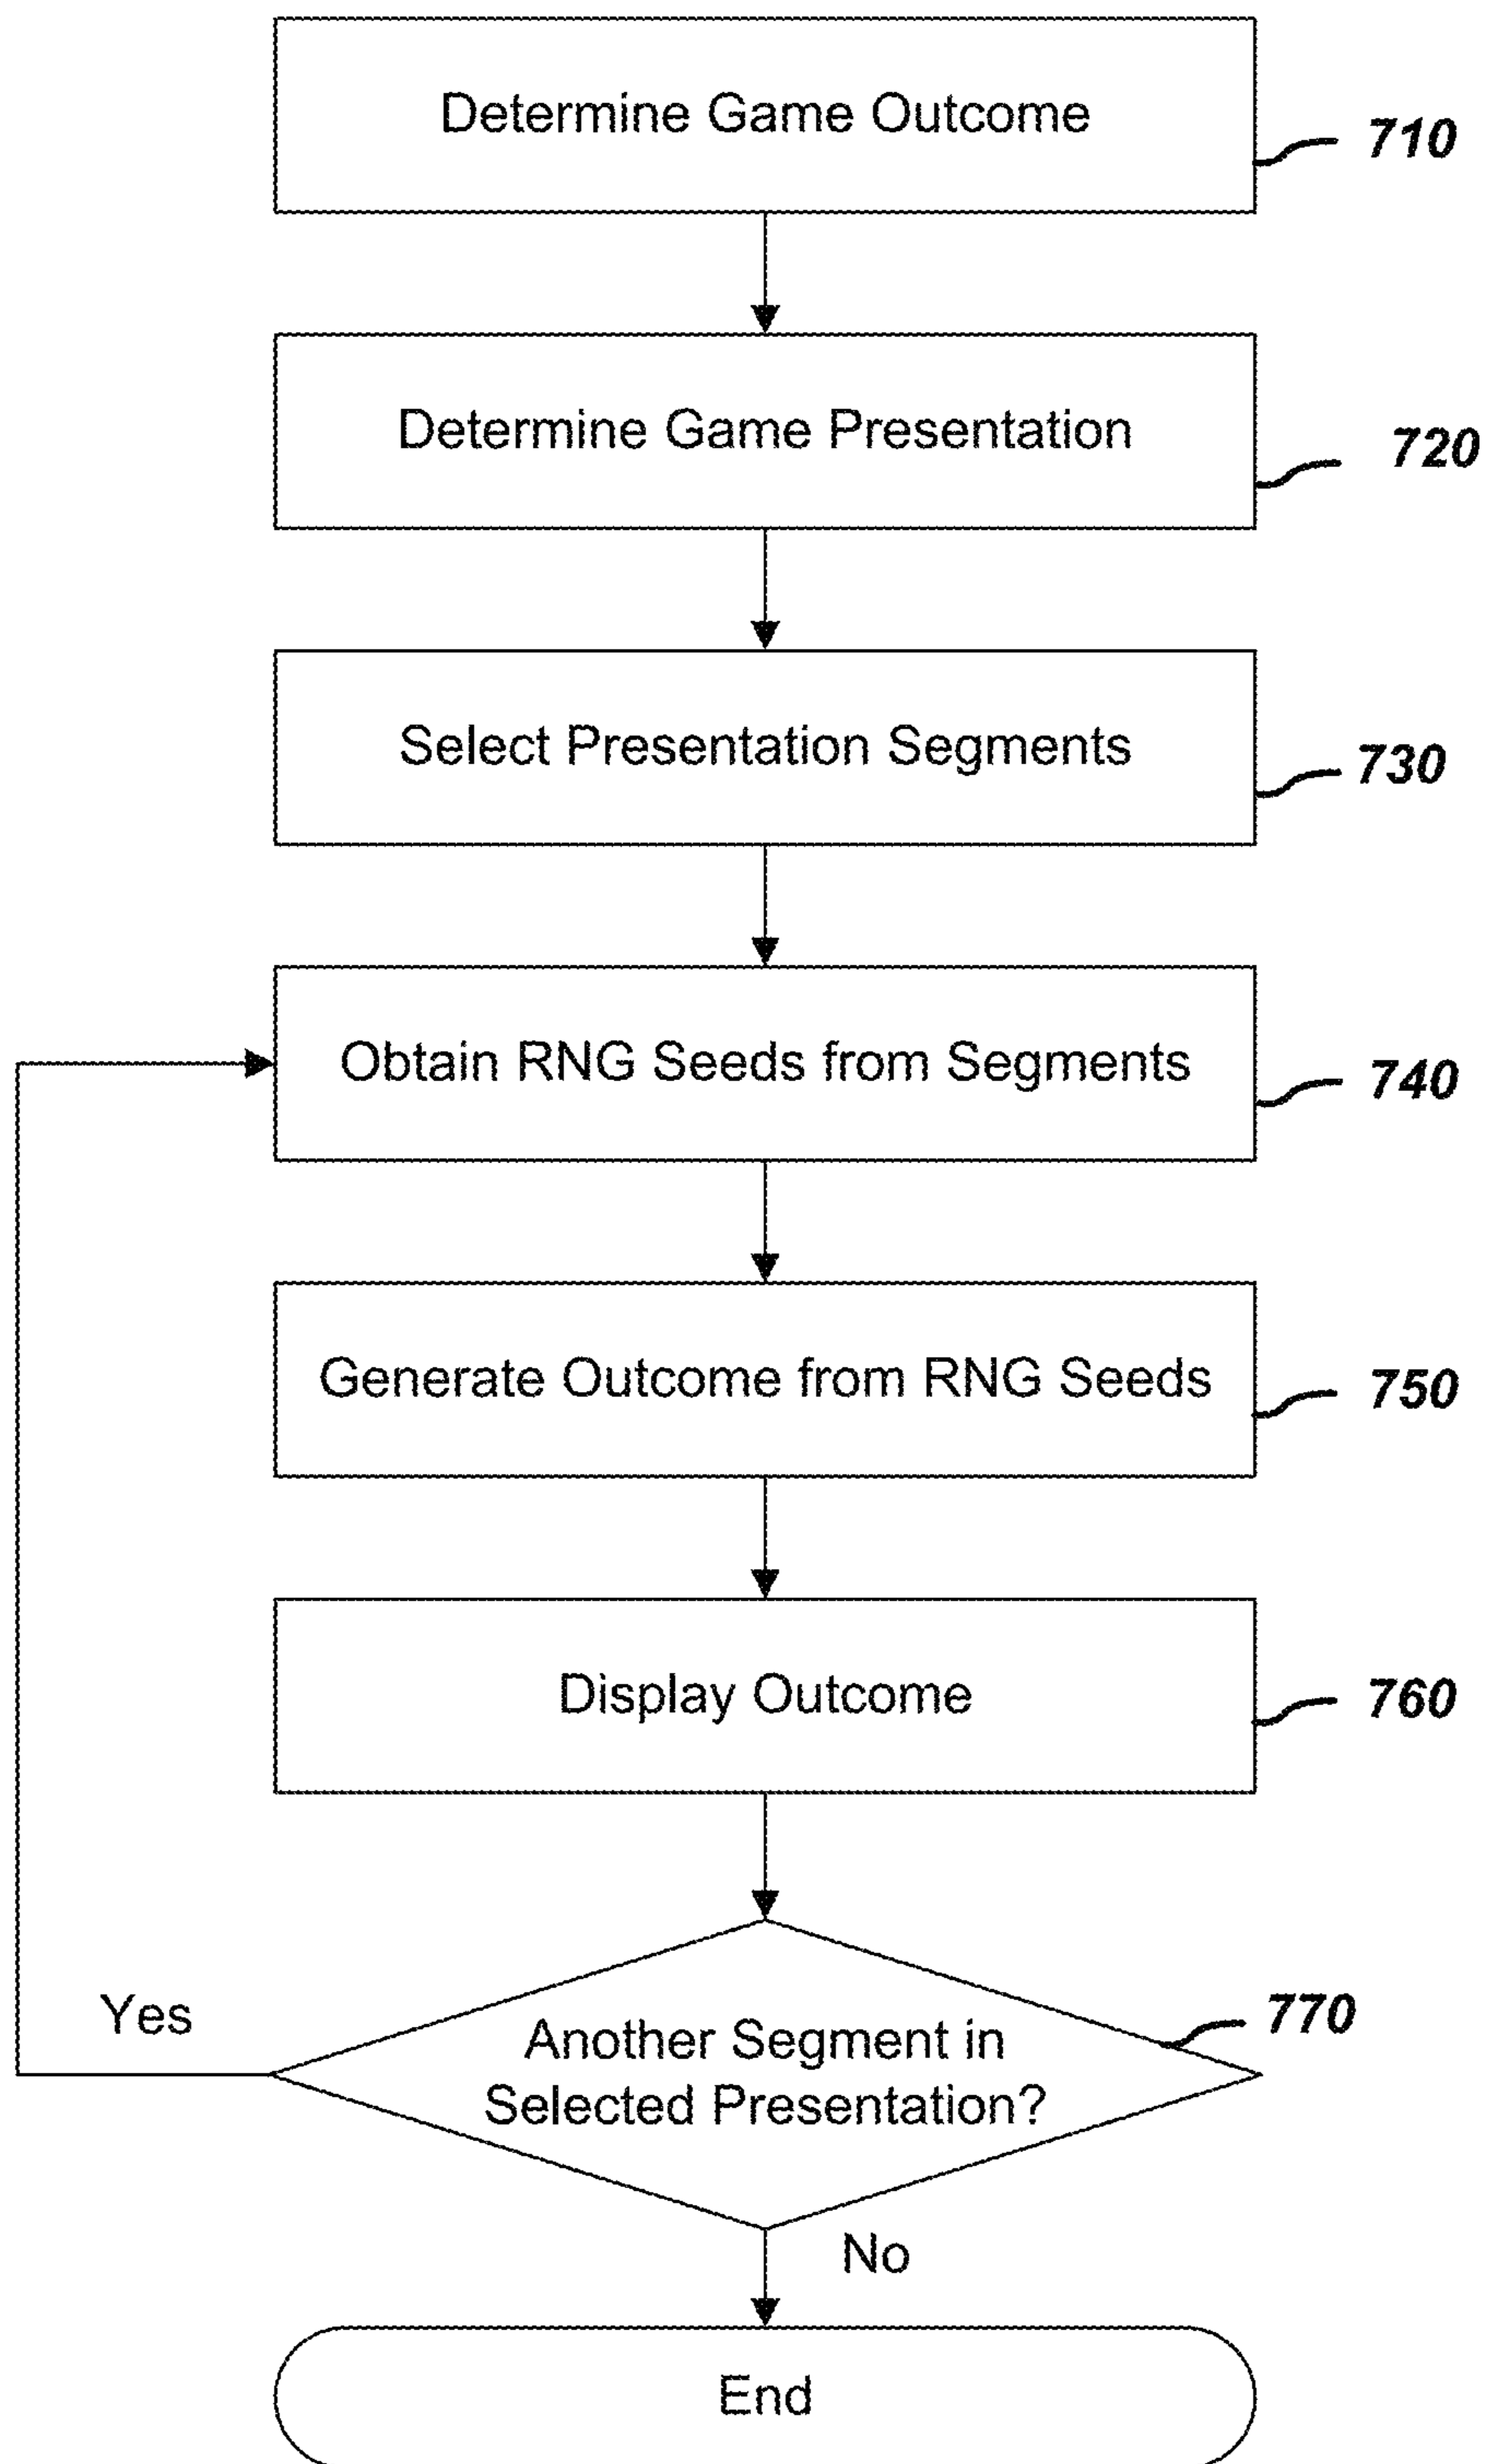 Determine Game Outcome
710
Determine Game Presentation
720
Select Presentation Segments
730
Obtain RNG Seeds from Segments
740
Generate Outcome from RNG Seeds
750
Display Outcome
760
Another Segment in
Selected Presentation?
770
Yes
No
End